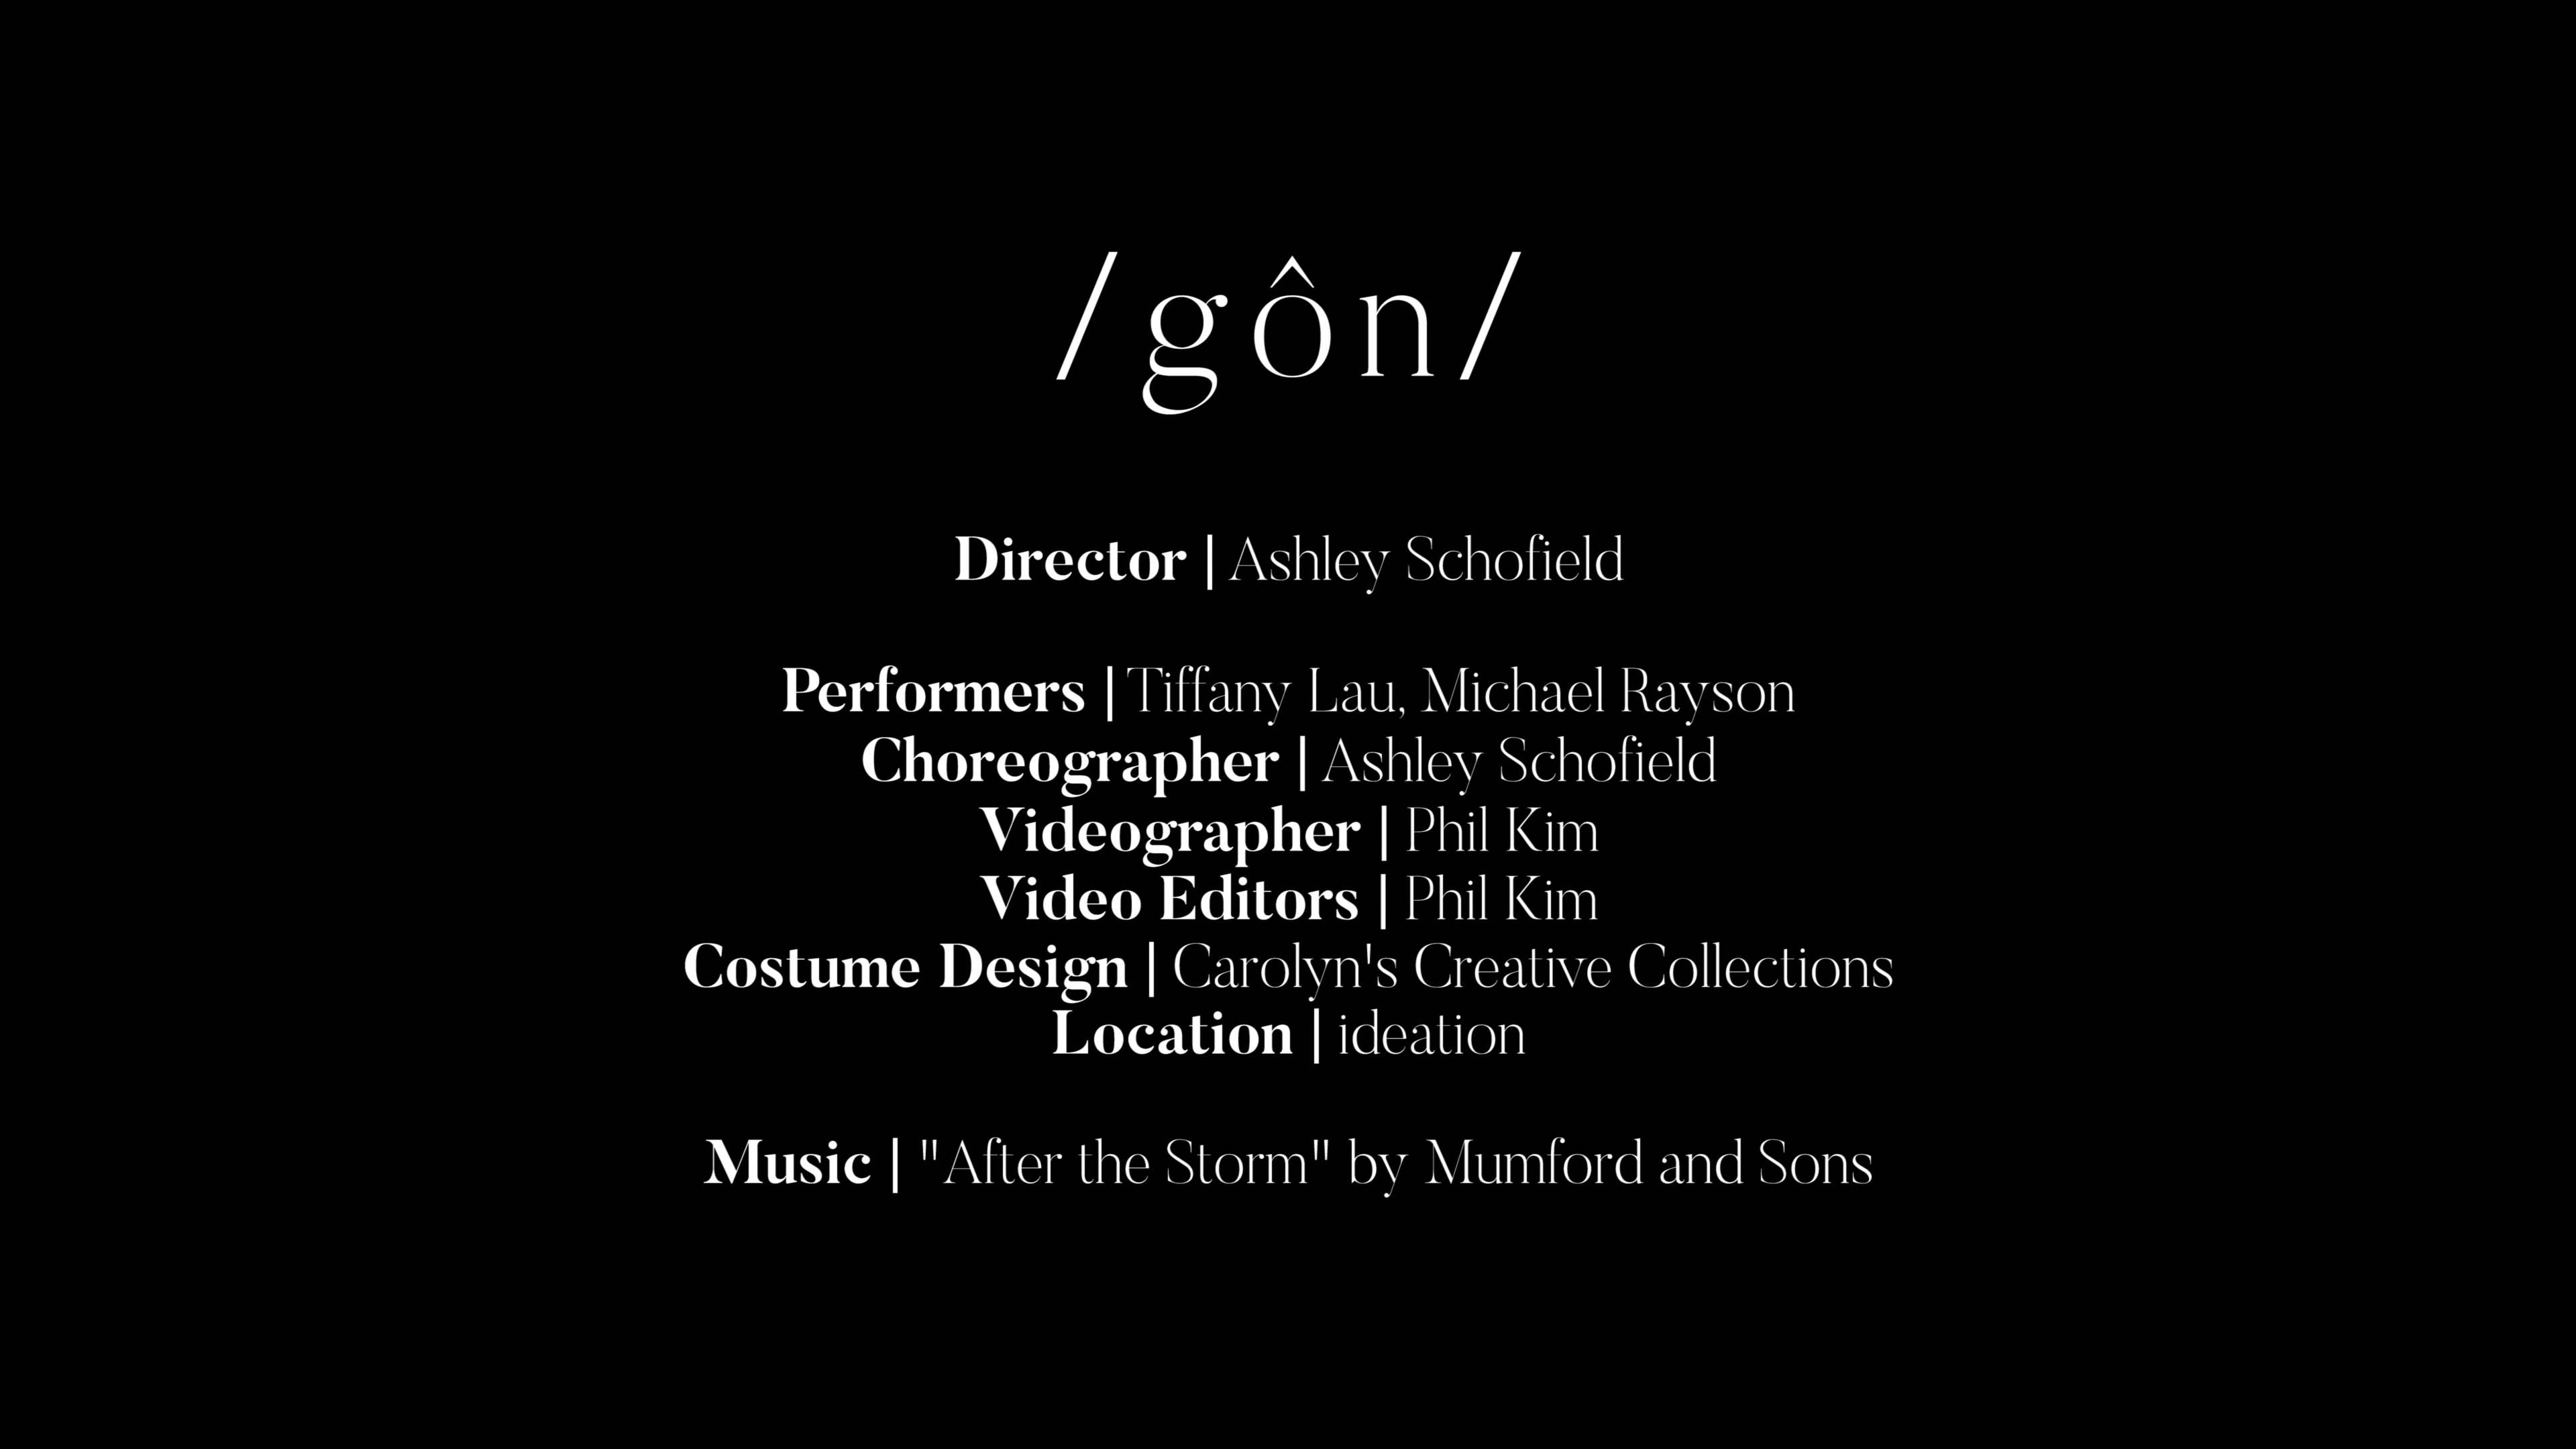 /gôn/
Director | Ashley Schofield
Performers | Tiffany Lau, Michael Rayson
Choreographer | Ashley Schofield
Videographer | Phil Kim
Video Editors | Phil Kim
Costume Design | Carolyn's Creative Collections
Location | ideation
Music | "After the Storm" by Mumford and Sons